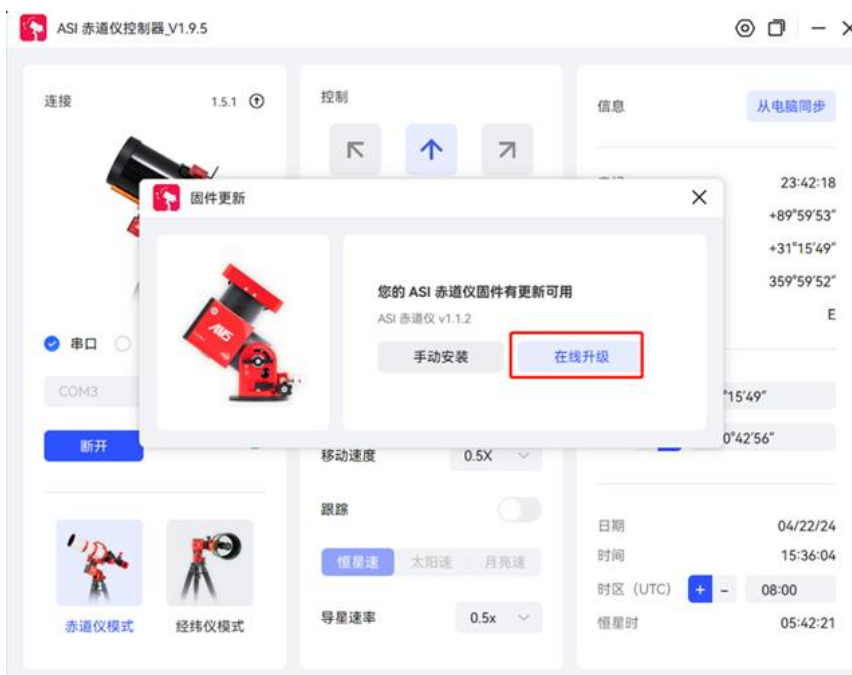 ASI 赤道仪控制器_V1.9.5
连接
1.5.1
控制
信息
从电脑同步
固件更新
23:42:18
+89°59′53″
+31°15′49″
359°59′52″
E
您的 ASI 赤道仪固件有更新可用
ASI 赤道仪 v1.1.2
手动安装
在线升级
串口
COM3
断开
°15′49″
0°42′56″
移动速度
0.5X
跟踪
恒星速
太阳速
月亮速
导星速率
0.5x
赤道仪模式
经纬仪模式
日期
04/22/24
时间
15:36:04
时区（UTC）
+
-
08:00
恒星时
05:42:21